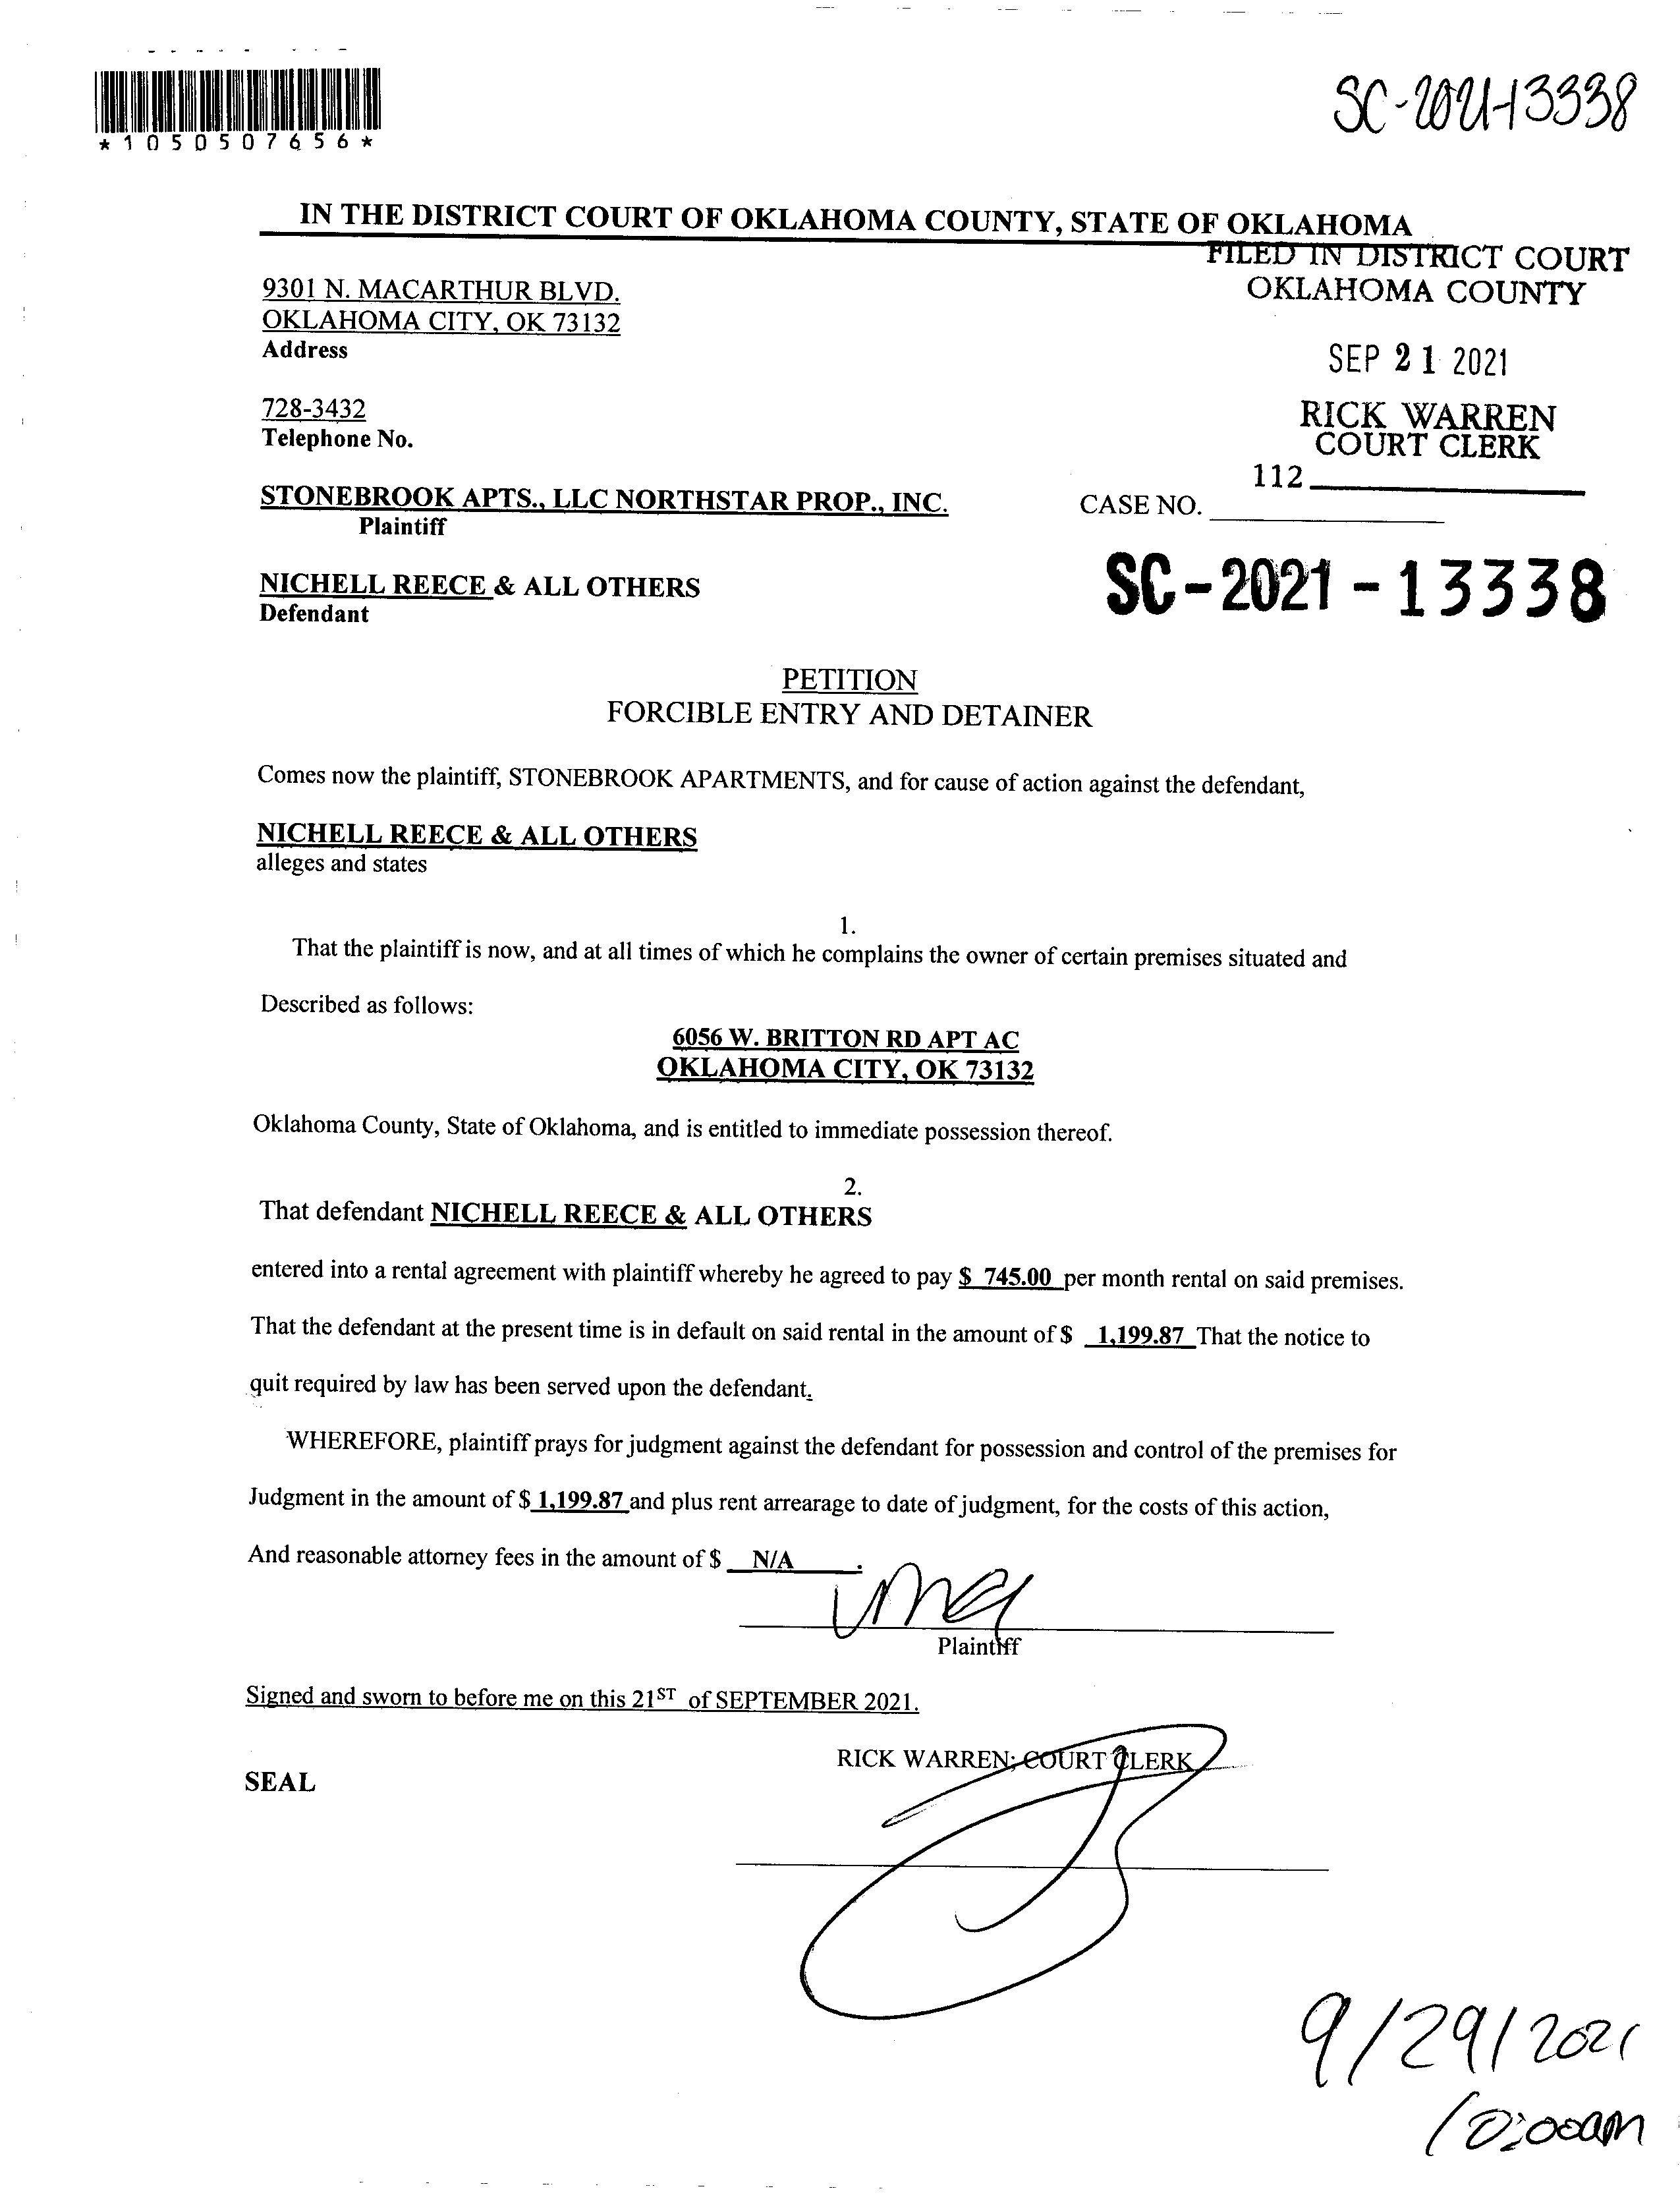 SC-2021-13338
*1050507656*
IN THE DISTRICT COURT OF OKLAHOMA COUNTY, STATE OF OKLAHOMA
FILED IN DISTRICT COURT
OKLAHOMA COUNTY
9301 N. MACARTHUR BLVD.
OKLAHOMA CITY, OK 73132
Address
SEP 21 2021
728-3432
Telephone No.
RICK WARREN
COURT CLERK
112
STONEBROOK APTS., LLC NORTHSTAR PROP., INC.
Plaintiff
CASE NO.
NICHELL REECE & ALL OTHERS
Defendant
SC-2021-13338
PETITION
FORCIBLE ENTRY AND DETAINER
Comes now the plaintiff, STONEBROOK APARTMENTS, and for cause of action against the defendant,
NICHELL REECE & ALL OTHERS
alleges and states
1.
That the plaintiff is now, and at all times of which he complains the owner of certain premises situated and
Described as follows:
6056 W. BRITTON RD APT AC
OKLAHOMA CITY, OK 73132
Oklahoma County, State of Oklahoma, and is entitled to immediate possession thereof.
2.
That defendant NICHELL REECE & ALL OTHERS
entered into a rental agreement with plaintiff whereby he agreed to pay $ 745.00 per month rental on said premises.
That the defendant at the present time is in default on said rental in the amount of $ 1,199.87 That the notice to
quit required by law has been served upon the defendant.
WHEREFORE, plaintiff prays for judgment against the defendant for possession and control of the premises for
Judgment in the amount of $ 1,199.87 and plus rent arrearage to date of judgment, for the costs of this action,
And reasonable attorney fees in the amount of $ N/A .
Plaintiff
Signed and sworn to before me on this 21ST of SEPTEMBER 2021.
RICK WARREN, COURT CLERK
SEAL
9/29/2021
10:00am